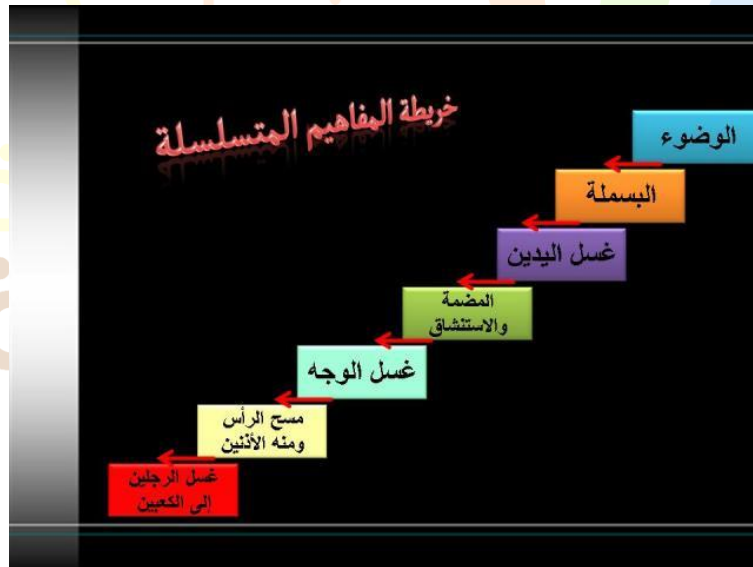 خريطة المفاهيم المتسلسلة
الوضوء
البسملة
غسل اليدين
المضمة
والاستنشاق
غسل الوجه
مسح الرأس
ومنه الأذنين
غسل الرجلين
إلى الكعبين